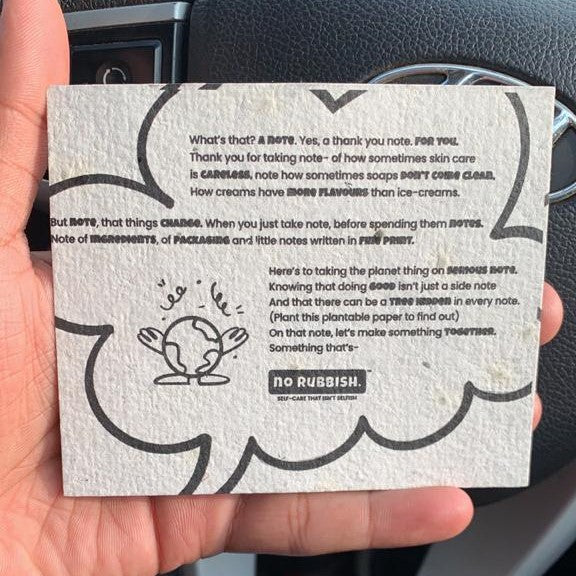 What's that? A NOTE. Yes, a thank you note. FOR YOU.
Thank you for taking note- of how sometimes skin care
is CARELESS, note how sometimes soaps DON'T COME CLEAN.
How creams have MORE FLAVOURS than ice-creams.
But NOTE, that things CHANGE. When you just take note, before spending them NOTES.
Note of INGREDIENTS, of PACKAGING and little notes written in FINE PRINT.
Here's to taking the planet thing on SERIOUS NOTE.
Knowing that doing GOOD isn't just a side note
And that there can be a TREE HIDDEN in every note.
(Plant this plantable paper to find out)
On that note, let's make something TOGETHER.
Something that's-
NO RUBBISH.™
SELF-CARE THAT ISN'T SELFISH